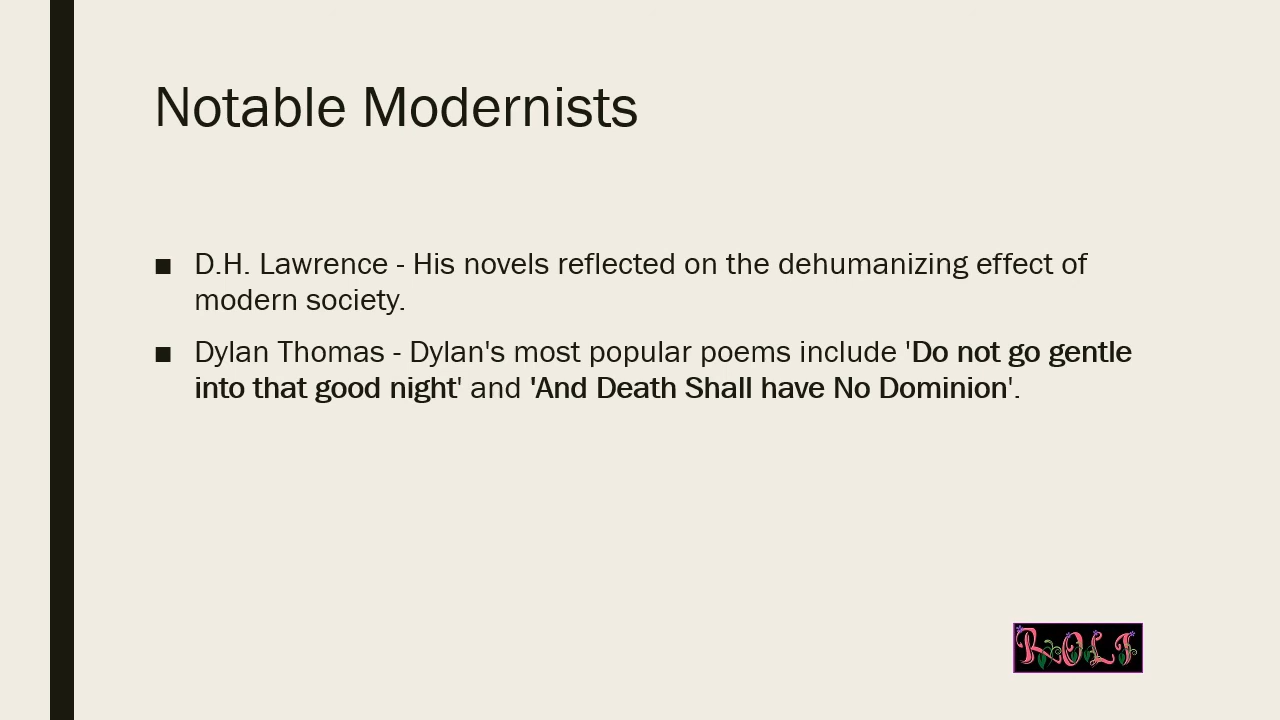 Notable Modernists
■ D.H. Lawrence - His novels reflected on the dehumanizing effect of
modern society.
■ Dylan Thomas - Dylan's most popular poems include 'Do not go gentle
into that good night' and 'And Death Shall have No Dominion'.